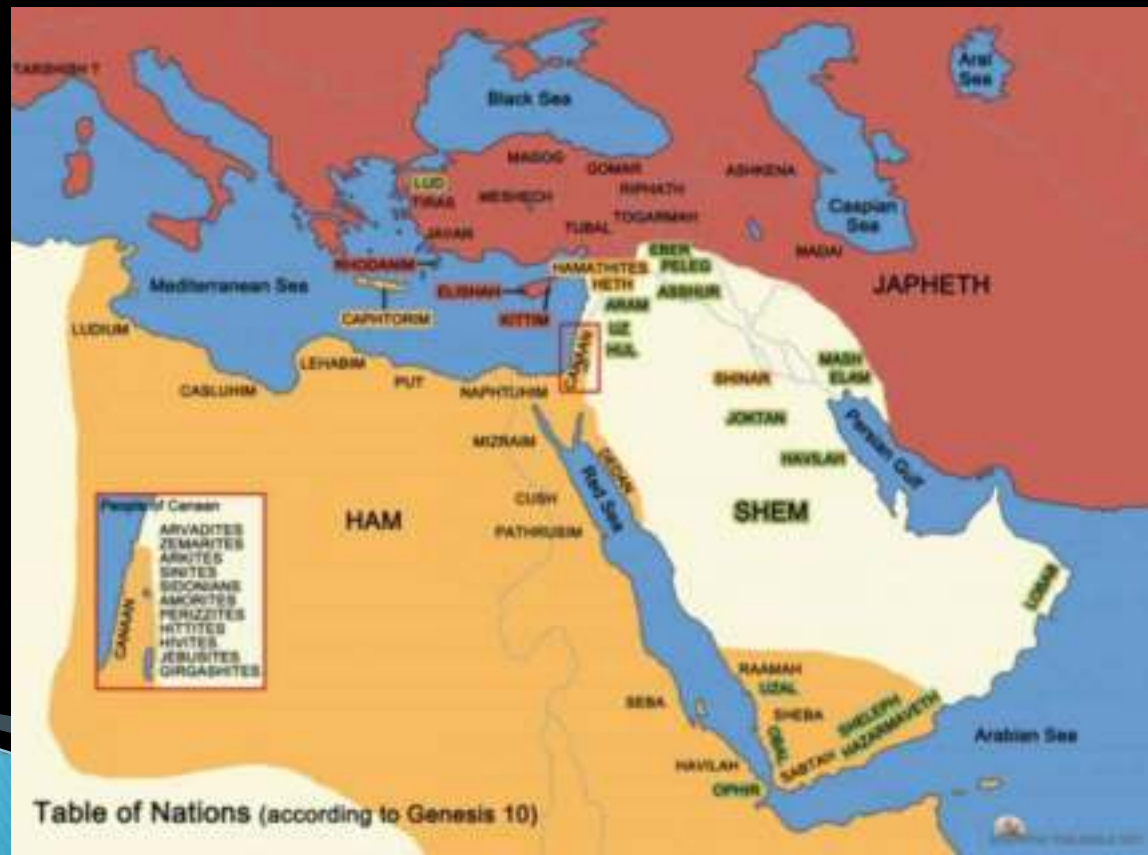 TARSHISH ?
Black Sea
Aral
Sea
Caspian
Sea
MAGOG
GOMAR
ASHKENA
LUD
TIRAS
MESHECH
RIPHATH
TOGARMAH
TUBAL
JAVAR
MADAI
RHODANIM
Mediterranean Sea
ELISHAH
KITTIM
CAPHTORIM
HAMATHITES
HETH
EBER
PELEG
ASSHUR
ARAM
UZ
HUL
JAPHETH
LUDIUM
LEHABIM
CASLUHIM
PUT
NAPHTUHIM
CANAAN
SHINAR
MASH
ELAM
JOKTAN
HAVILAH
Persian Gulf
MIZRAIM
DEDAN
Red Sea
CUSH
PATHRUSIM
HAM
SHEM
People of Canaan
ARVADITES
ZEMARITES
ARKITES
SINITES
SIDONIANS
AMORITES
PERIZZITES
HITTITES
HIVITES
JEBUSITES
GIRGASHITES
CANAAN
LOBAB
RAAMAH
UZAL
SEBA
SHEBA
SHELEPH
HAZARMAVETH
OBAL
SABTAH
HAVILAH
OPHIR
Arabian Sea
Table of Nations (according to Genesis 10)